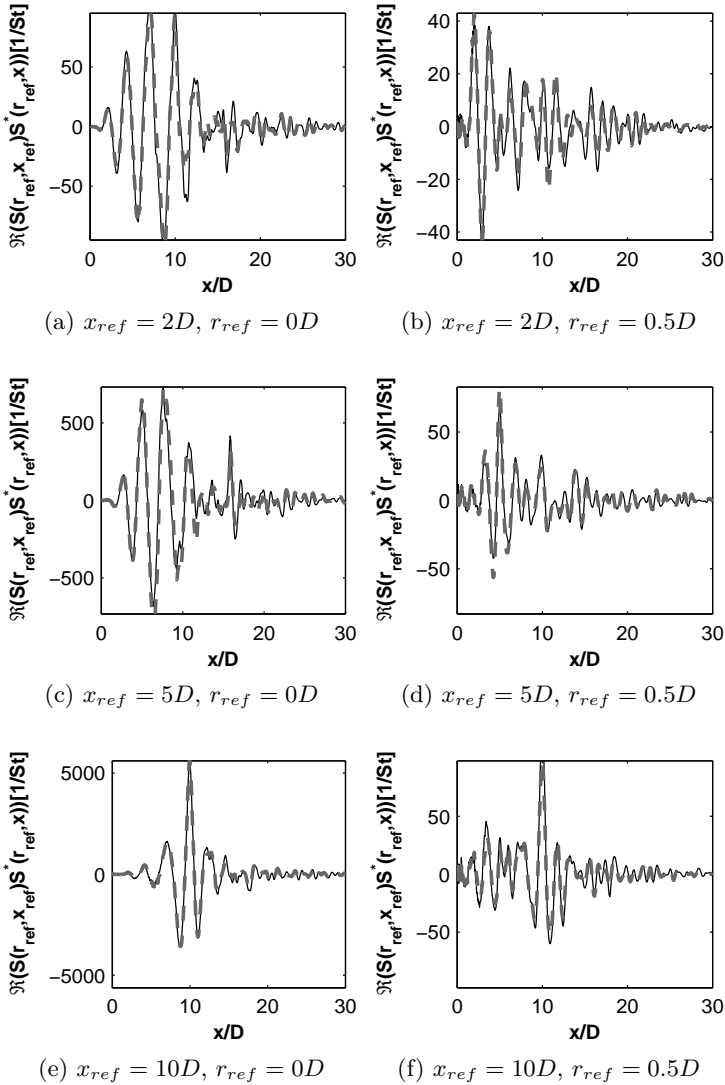 ℜ(S(r_ref,x_ref)S*(r_ref,x))[1/St]
50
0
−50
0 10 20 30
x/D
(a) x_ref = 2D, r_ref = 0D
ℜ(S(r_ref,x_ref)S*(r_ref,x))[1/St]
40
20
0
−20
−40
0 10 20 30
x/D
(b) x_ref = 2D, r_ref = 0.5D
ℜ(S(r_ref,x_ref)S*(r_ref,x))[1/St]
500
0
−500
0 10 20 30
x/D
(c) x_ref = 5D, r_ref = 0D
ℜ(S(r_ref,x_ref)S*(r_ref,x))[1/St]
50
0
−50
0 10 20 30
x/D
(d) x_ref = 5D, r_ref = 0.5D
ℜ(S(r_ref,x_ref)S*(r_ref,x))[1/St]
5000
0
−5000
0 10 20 30
x/D
(e) x_ref = 10D, r_ref = 0D
ℜ(S(r_ref,x_ref)S*(r_ref,x))[1/St]
50
0
−50
0 10 20 30
x/D
(f) x_ref = 10D, r_ref = 0.5D